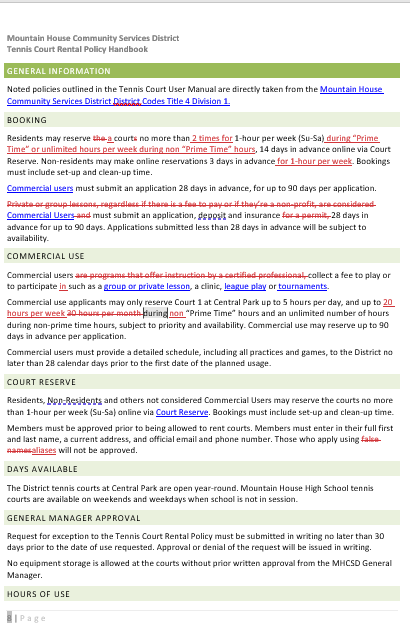 Mountain House Community Services District
Tennis Court Rental Policy Handbook
GENERAL INFORMATION
Noted policies outlined in the Tennis Court User Manual are directly taken from the Mountain House
Community Services District District Codes Title 4 Division 1.
BOOKING
Residents may reserve the a courts no more than 2 times for 1-hour per week (Su-Sa) during “Prime
Time” or unlimited hours per week during non “Prime Time” hours, 14 days in advance online via Court
Reserve. Non-residents may make online reservations 3 days in advance for 1-hour per week. Bookings
must include set-up and clean-up time.
Commercial users must submit an application 28 days in advance, for up to 90 days per application.
Private or group lessons, regardless if there is a fee to pay or if they're a non-profit, are considered
Commercial Users and must submit an application, deposit and insurance for a permit, 28 days in
advance for up to 90 days. Applications submitted less than 28 days in advance will be subject to
availability.
COMMERCIAL USE
Commercial users are programs that offer instruction by a certified professional, collect a fee to play or
to participate in such as a group or private lesson, a clinic, league play or tournaments.
Commercial use applicants may only reserve Court 1 at Central Park up to 5 hours per day, and up to 20
hours per week 30 hours per month during non “Prime Time” hours and an unlimited number of hours
during non-prime time hours, subject to priority and availability. Commercial use may reserve up to 90
days in advance per application.
Commercial users must provide a detailed schedule, including all practices and games, to the District no
later than 28 calendar days prior to the first date of the planned usage.
COURT RESERVE
Residents, Non-Residents and others not considered Commercial Users may reserve the courts no more
than 1-hour per week (Su-Sa) online via Court Reserve. Bookings must include set-up and clean-up time.
Members must be approved prior to being allowed to rent courts. Members must enter in their full first
and last name, a current address, and official email and phone number. Those who apply using false
namesaliases will not be approved.
DAYS AVAILABLE
The District tennis courts at Central Park are open year-round. Mountain House High School tennis
courts are available on weekends and weekdays when school is not in session.
GENERAL MANAGER APPROVAL
Request for exception to the Tennis Court Rental Policy must be submitted in writing no later than 30
days prior to the date of use requested. Approval or denial of the request will be issued in writing.
No equipment storage is allowed at the courts without prior written approval from the MHCSD General
Manager.
HOURS OF USE
| Page